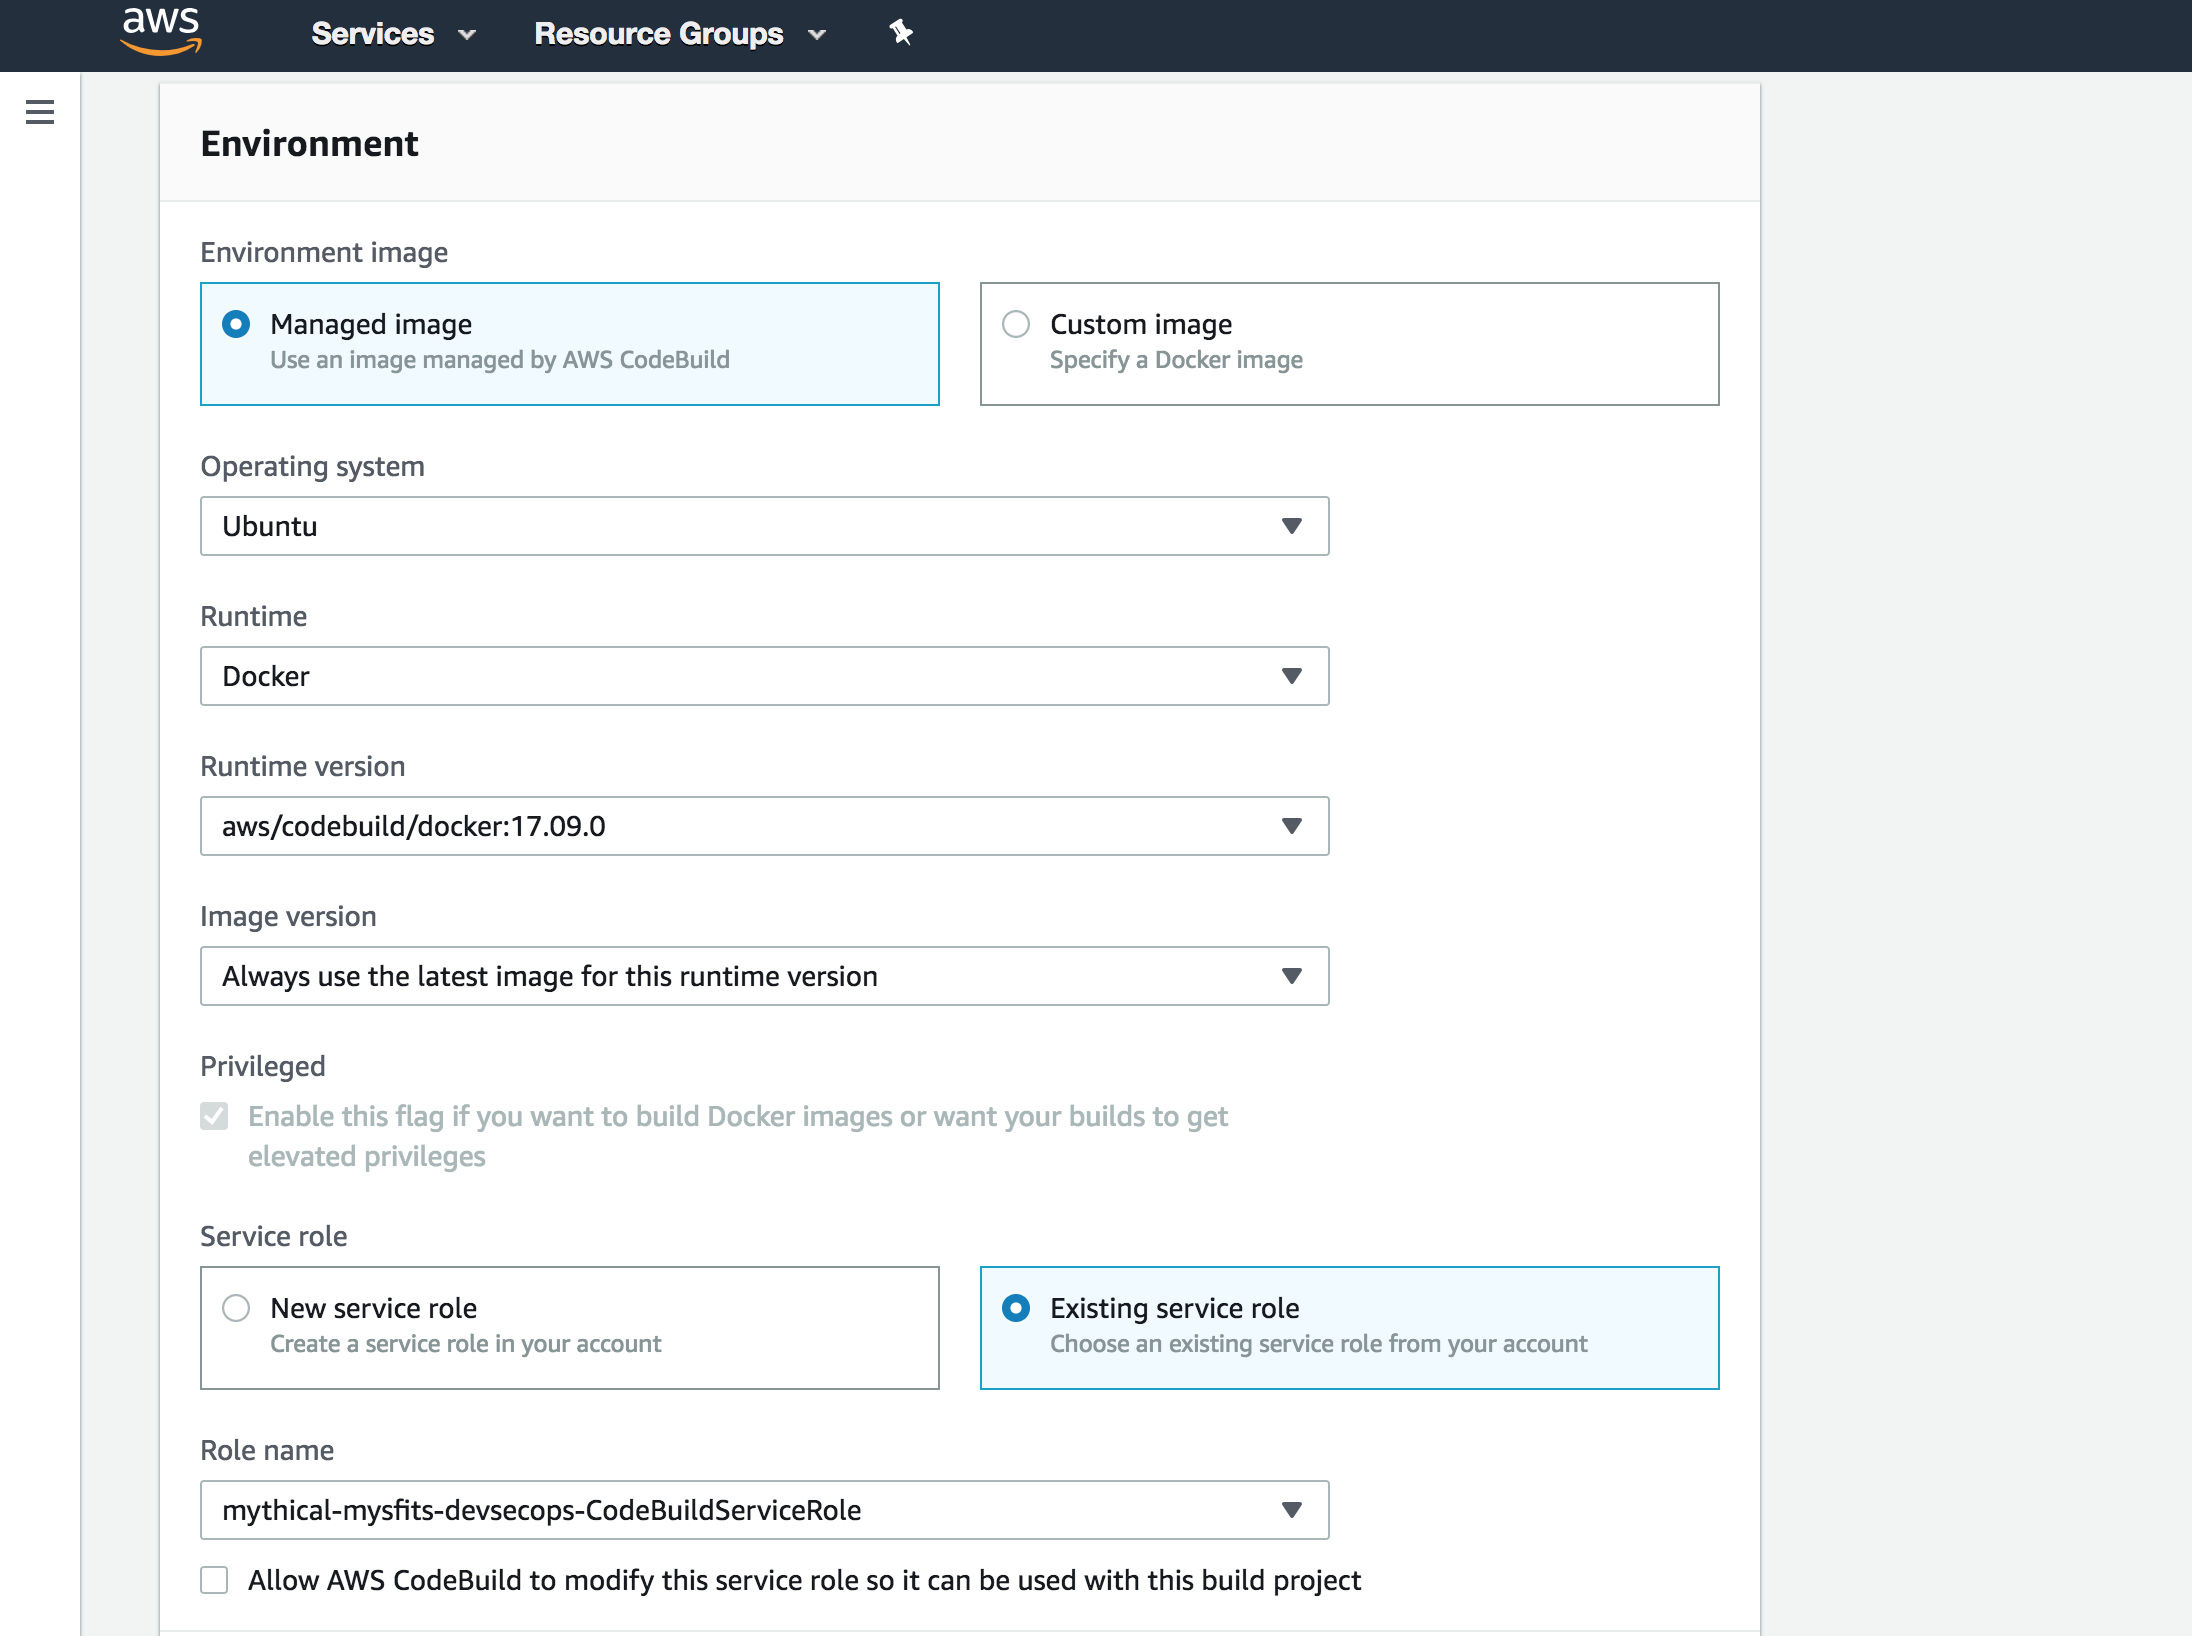 aws Services Resource Groups
Environment
Environment image
Managed image
Use an image managed by AWS CodeBuild
Custom image
Specify a Docker image
Operating system
Ubuntu
Runtime
Docker
Runtime version
aws/codebuild/docker:17.09.0
Image version
Always use the latest image for this runtime version
Privileged
Enable this flag if you want to build Docker images or want your builds to get
elevated privileges
Service role
New service role
Create a service role in your account
Existing service role
Choose an existing service role from your account
Role name
mythical-mysfits-devsecops-CodeBuildServiceRole
Allow AWS CodeBuild to modify this service role so it can be used with this build project